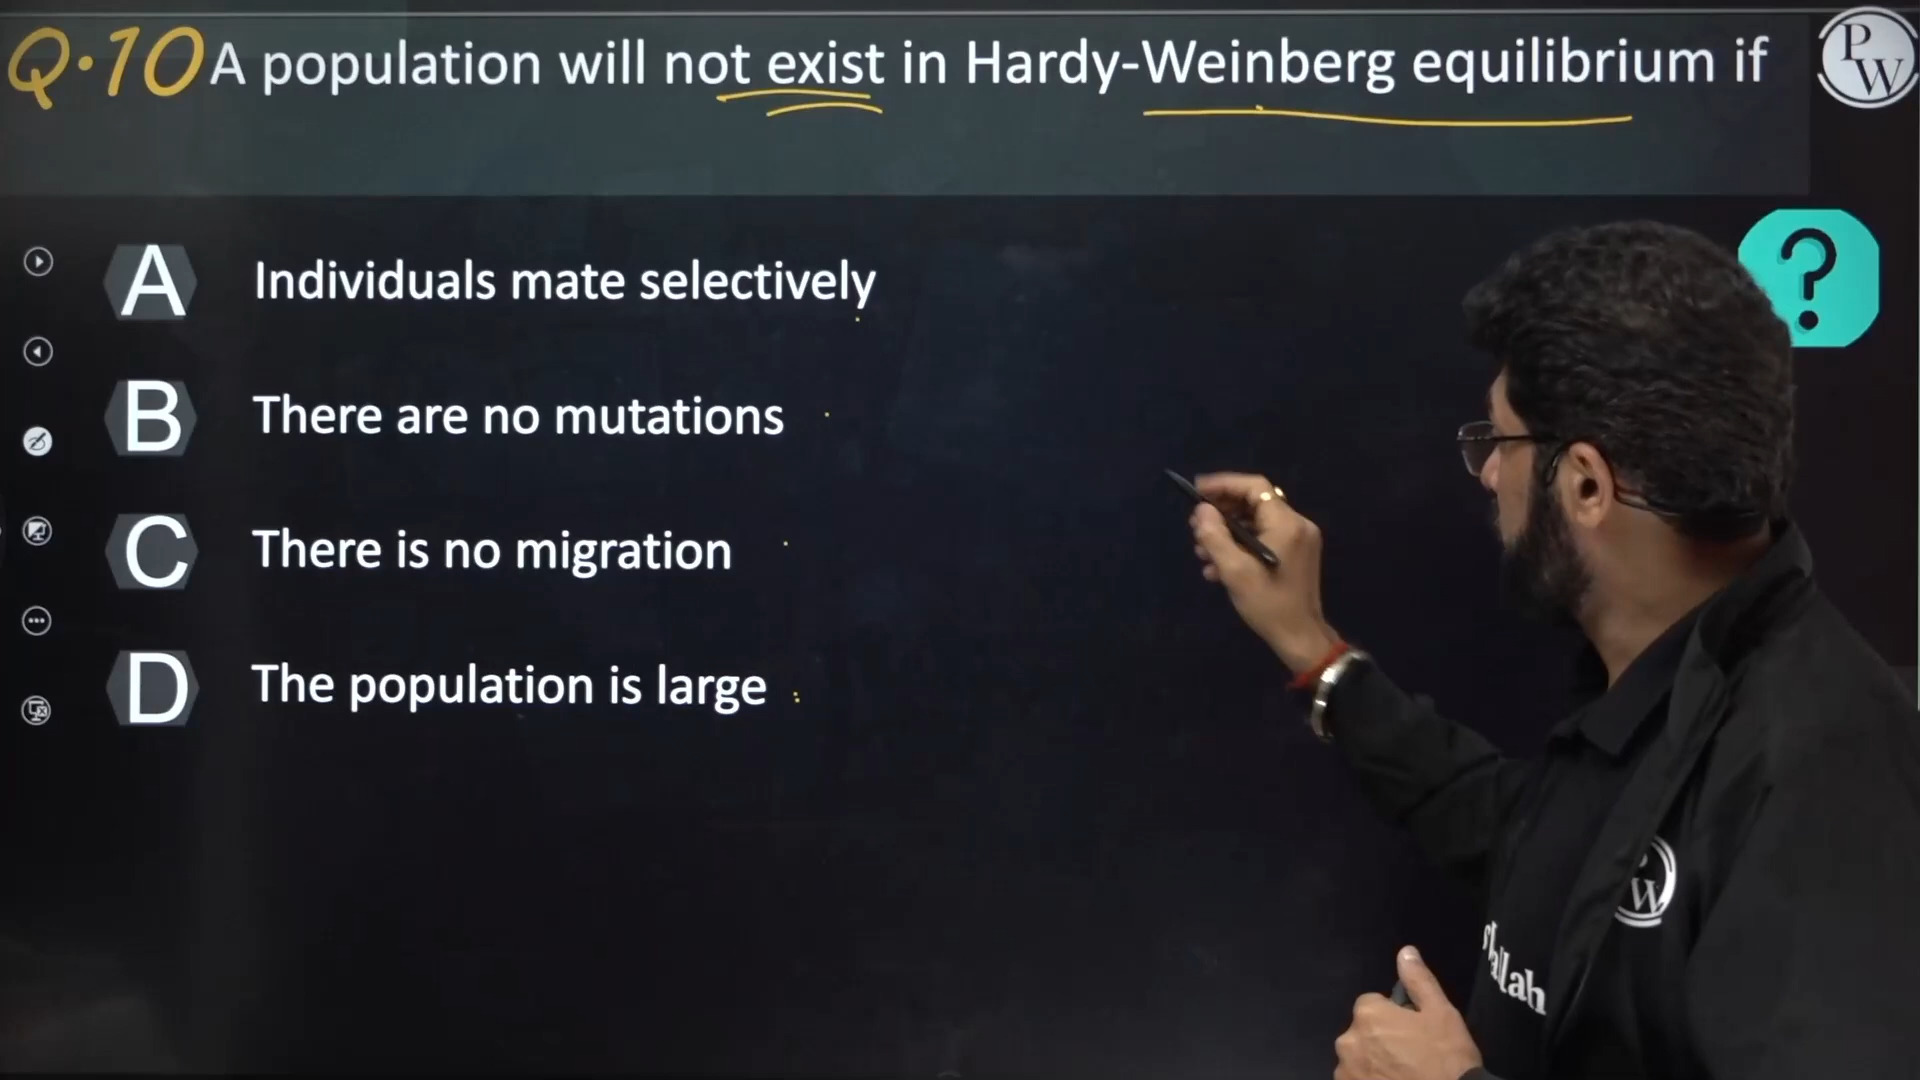 Q.10 A population will not exist in Hardy-Weinberg equilibrium if
PW
?
A Individuals mate selectively
B There are no mutations
C There is no migration
D The population is large
W